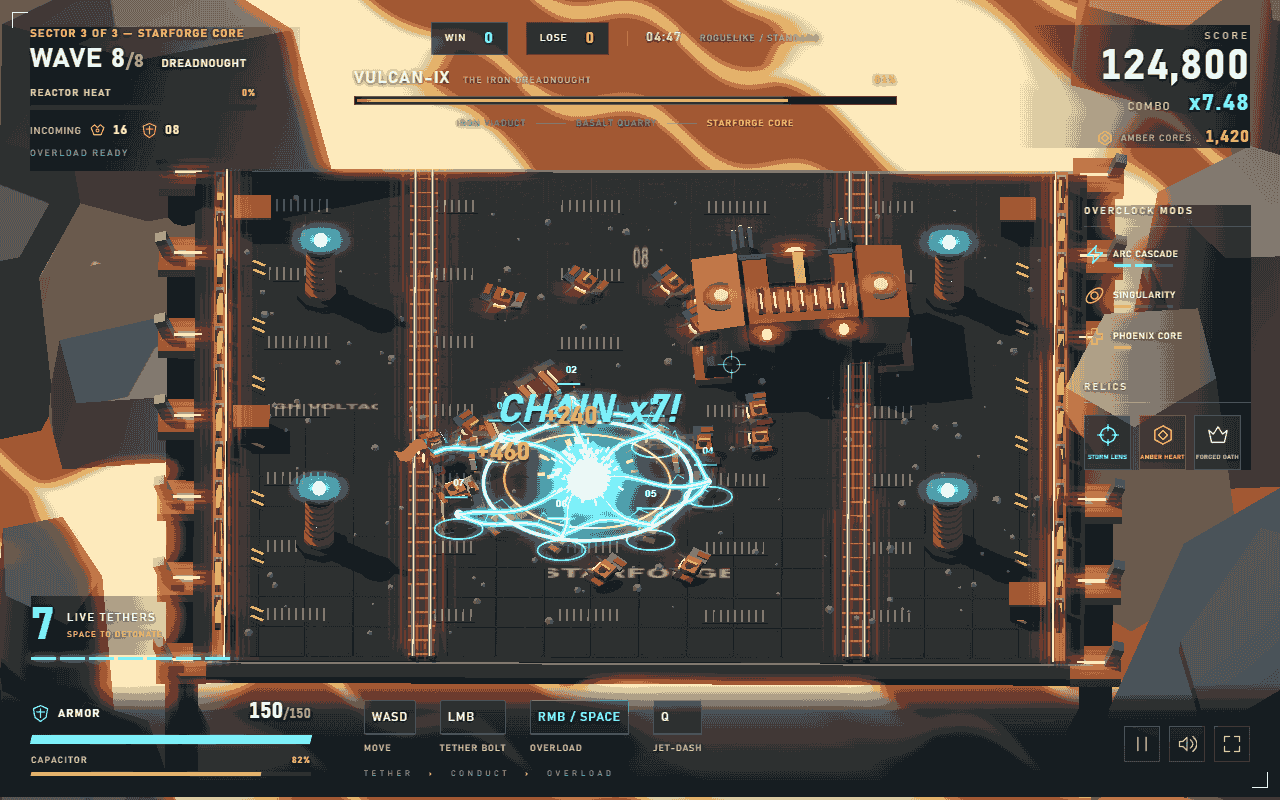 SECTOR 3 OF 3 — STARFORGE CORE
WAVE 8/8 DREADNOUGHT
REACTOR HEAT 0%
INCOMING 16 08
OVERLOAD READY
WIN 0 LOSE 0 04:47 ROGUELIKE / STANDARD
VULCAN-IX THE IRON DREADNOUGHT
IRON VIADUCT BASALT QUARRY STARFORGE CORE
SCORE
124,800
COMBO x7.48
AMBER CORES 1,420
OVERCLOCK MODS
ARC CASCADE
SINGULARITY
PHOENIX CORE
RELICS
STORM LENS AMBER HEART FORGED OATH
08
02
CHAIN x7!
+240
+460
04
07
05
STARFORGE
7 LIVE TETHERS
SPACE TO DETONATE
ARMOR 150/150
CAPACITOR 82%
WASD LMB RMB / SPACE Q
MOVE TETHER BOLT OVERLOAD JET-DASH
TETHER › CONDUCT › OVERLOAD